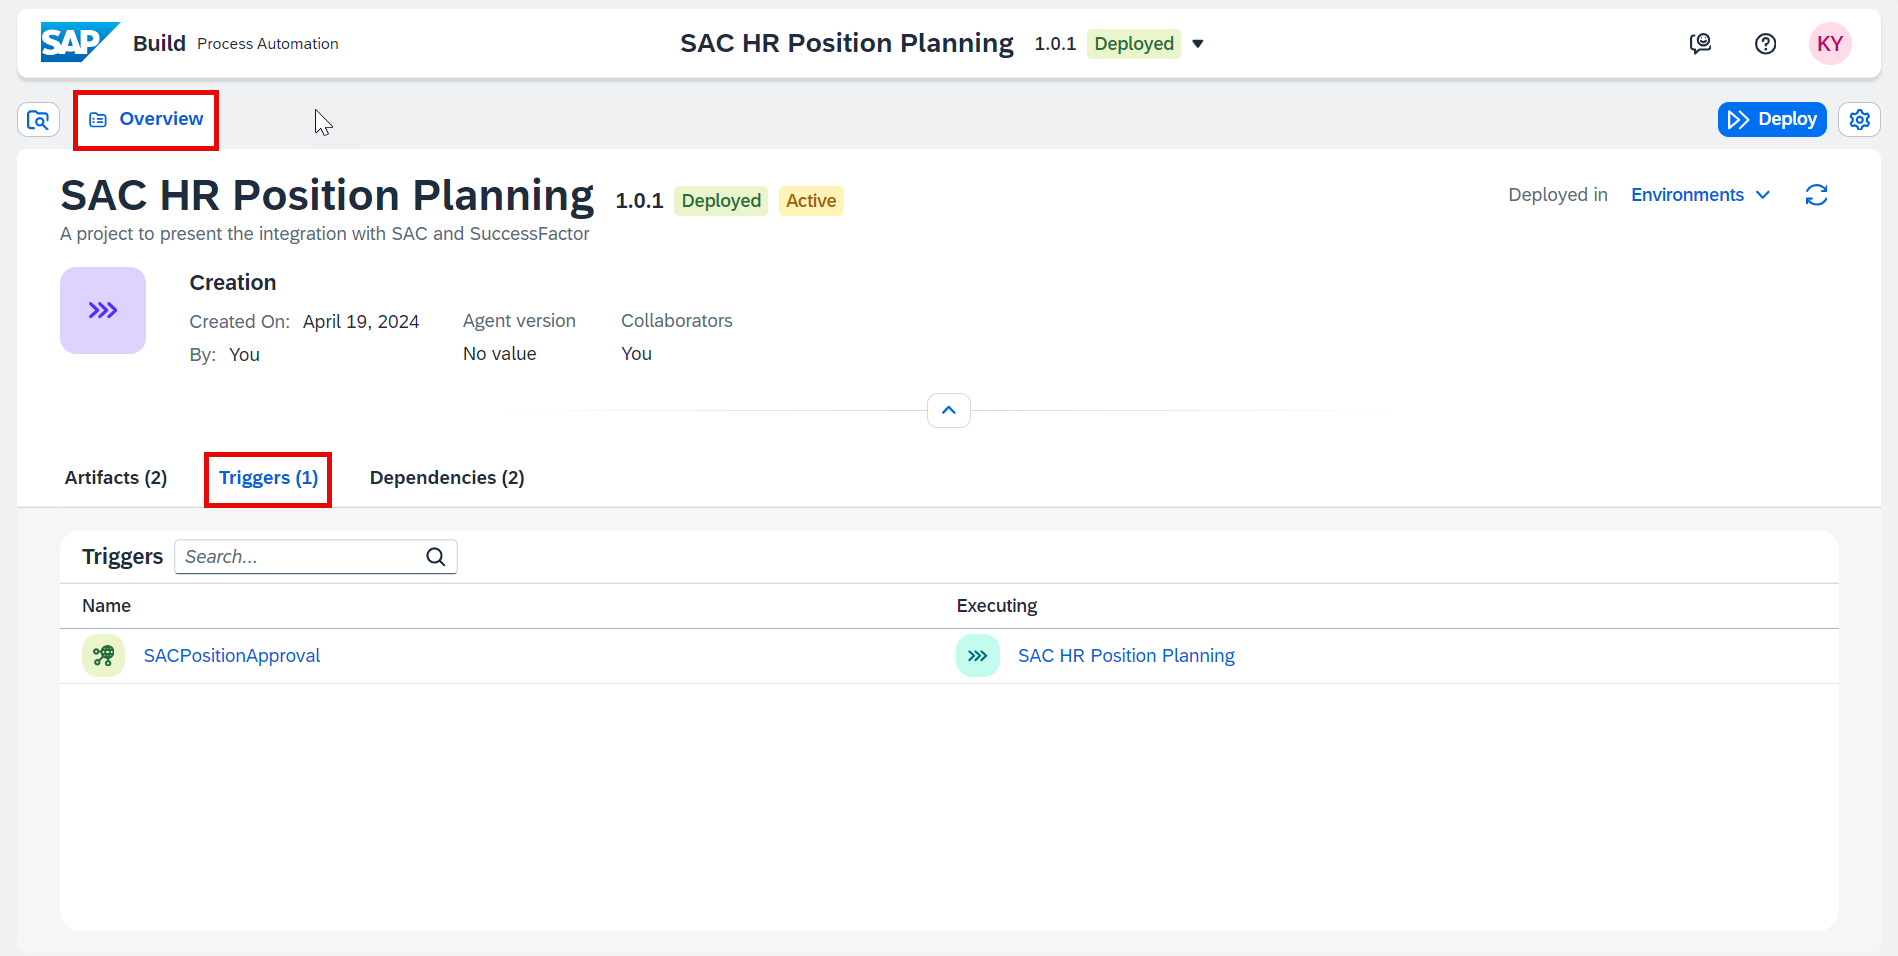 SAP Build Process Automation
SAC HR Position Planning 1.0.1 Deployed
KY
Overview
Deploy
SAC HR Position Planning 1.0.1 Deployed Active
Deployed in Environments
A project to present the integration with SAC and SuccessFactor
Creation
Created On: April 19, 2024
By: You
Agent version
No value
Collaborators
You
Artifacts (2)
Triggers (1)
Dependencies (2)
Triggers
Search...
Name
Executing
SACPositionApproval
SAC HR Position Planning